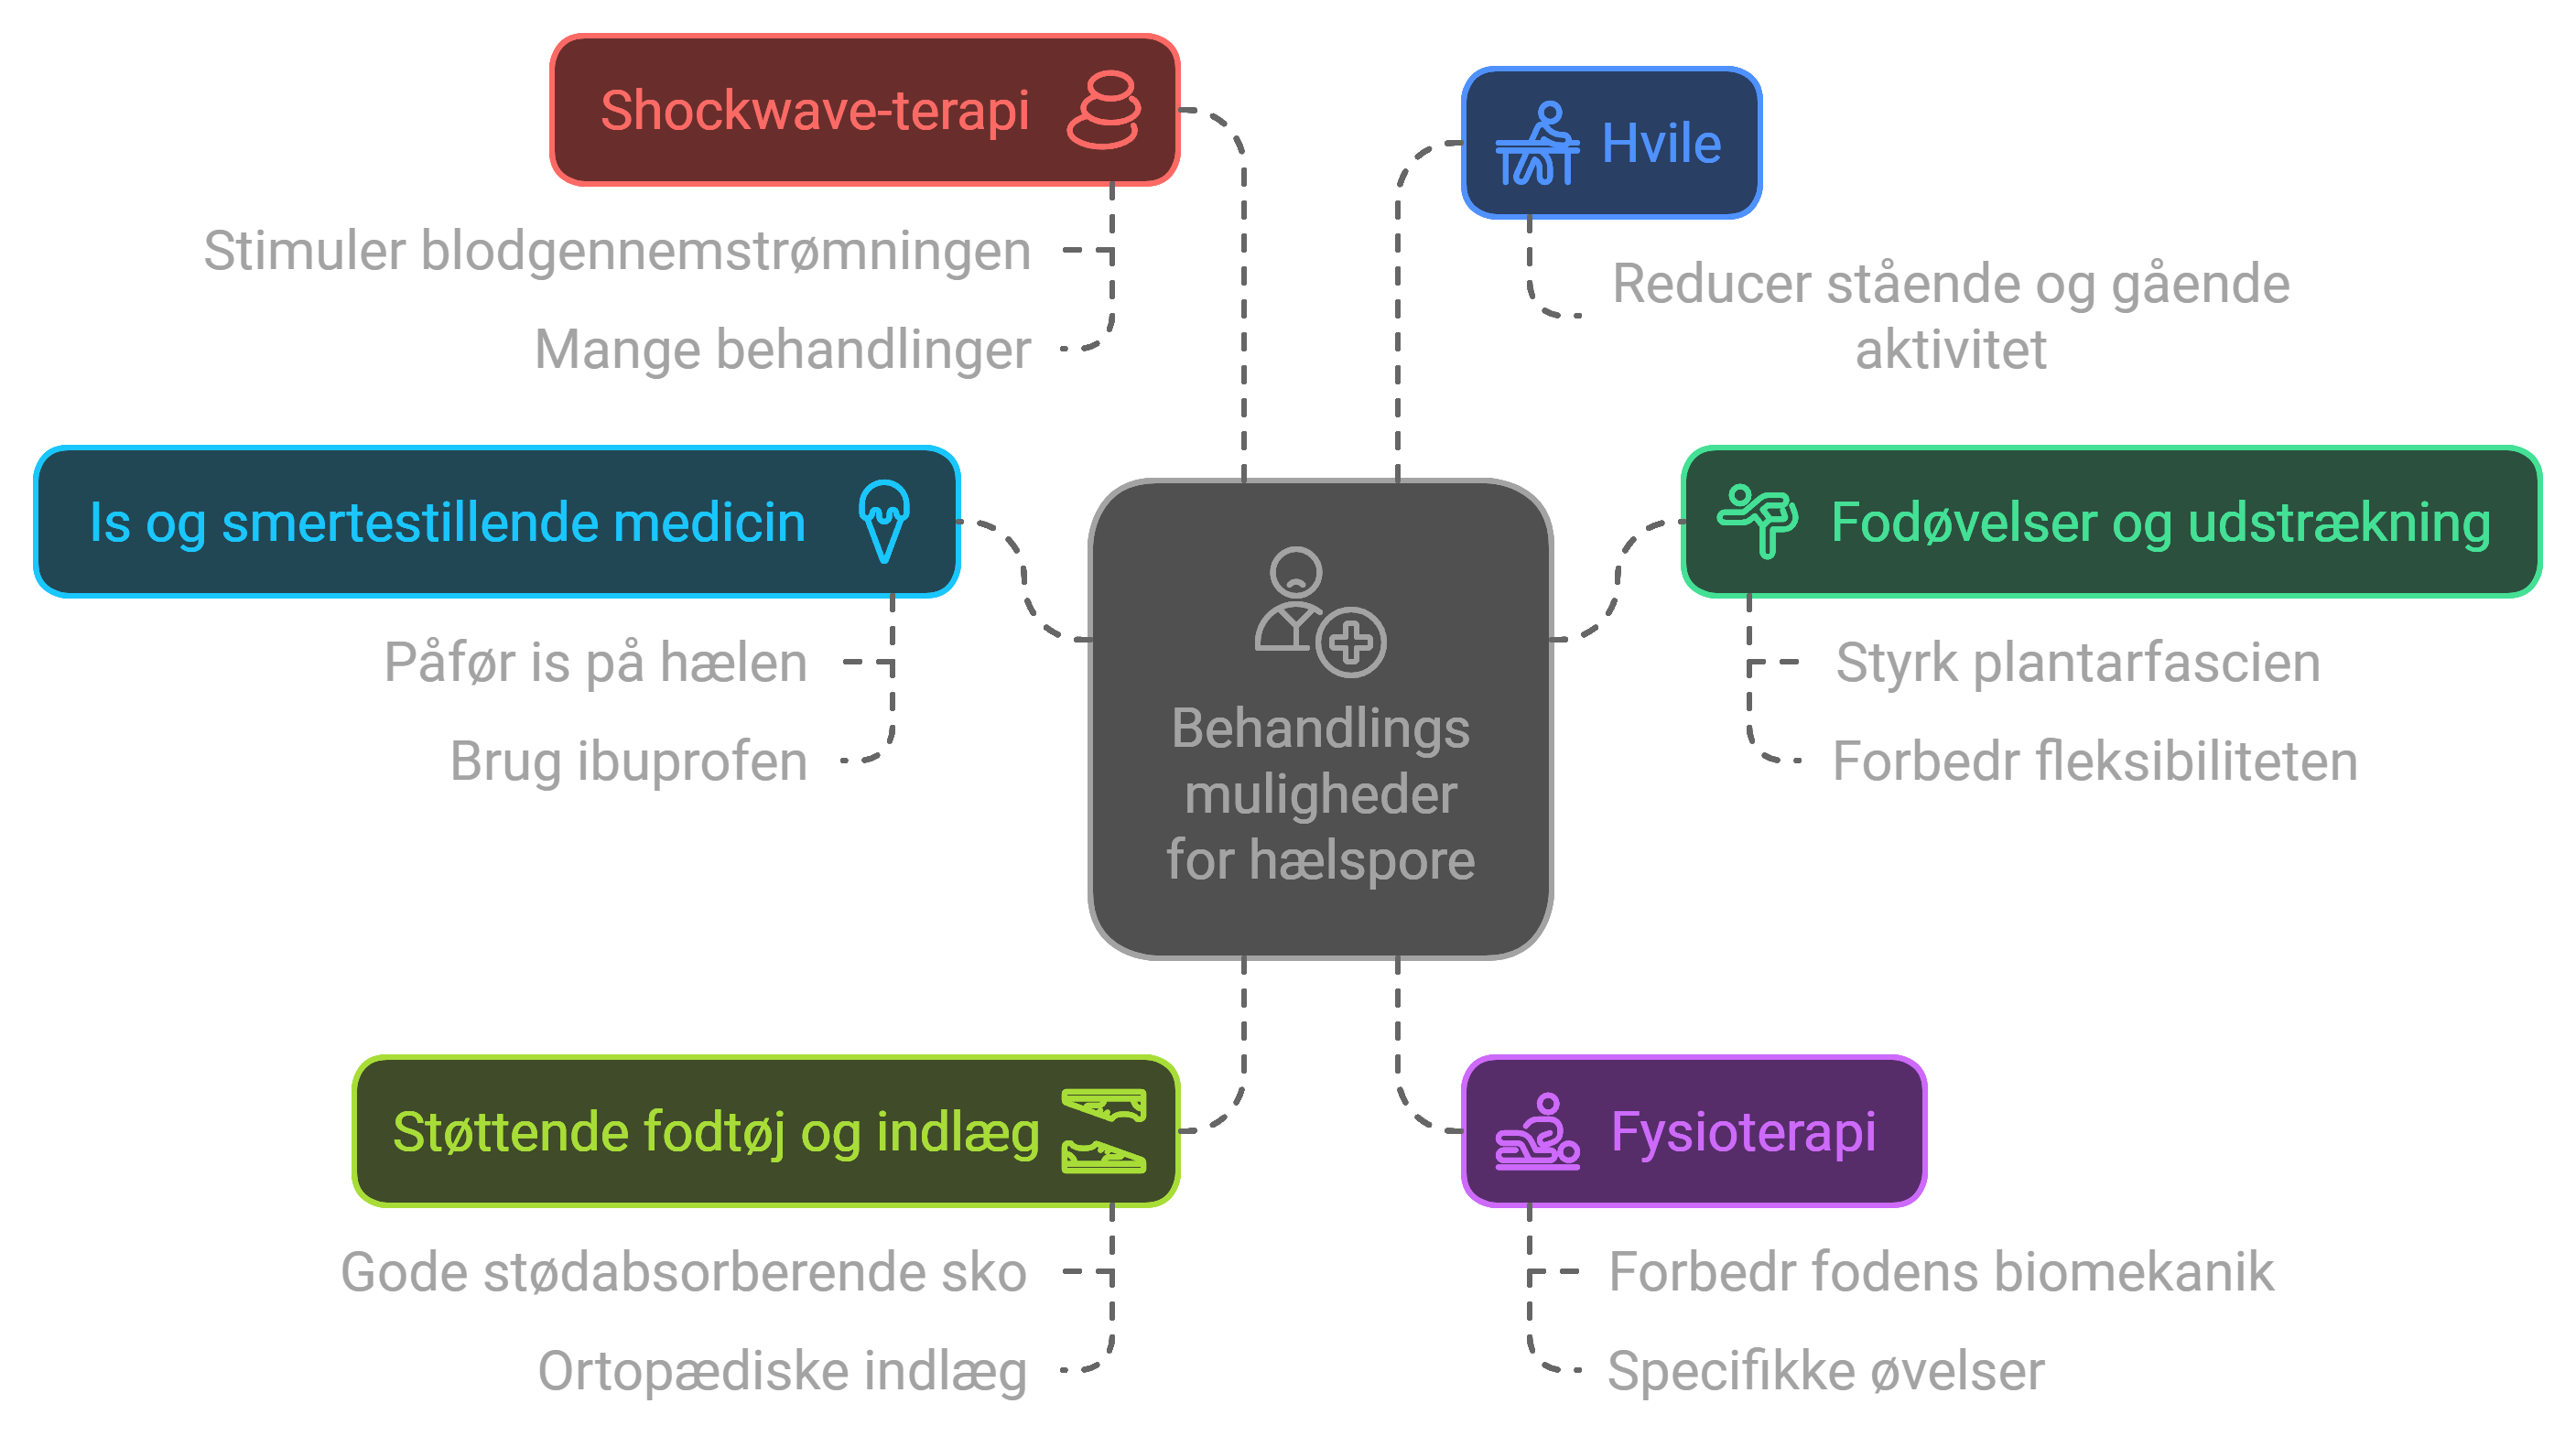 Shockwave-terapi
Stimuler blodgennemstrømningen
Mange behandlinger
Hvile
Reducer stående og gående
aktivitet
Is og smertestillende medicin
Påfør is på hælen
Brug ibuprofen
Behandlings
muligheder
for hælspore
Fodøvelser og udstrækning
Styrk plantarfascien
Forbedr fleksibiliteten
Støttende fodtøj og indlæg
Gode stødabsorberende sko
Ortopædiske indlæg
Fysioterapi
Forbedr fodens biomekanik
Specifikke øvelser